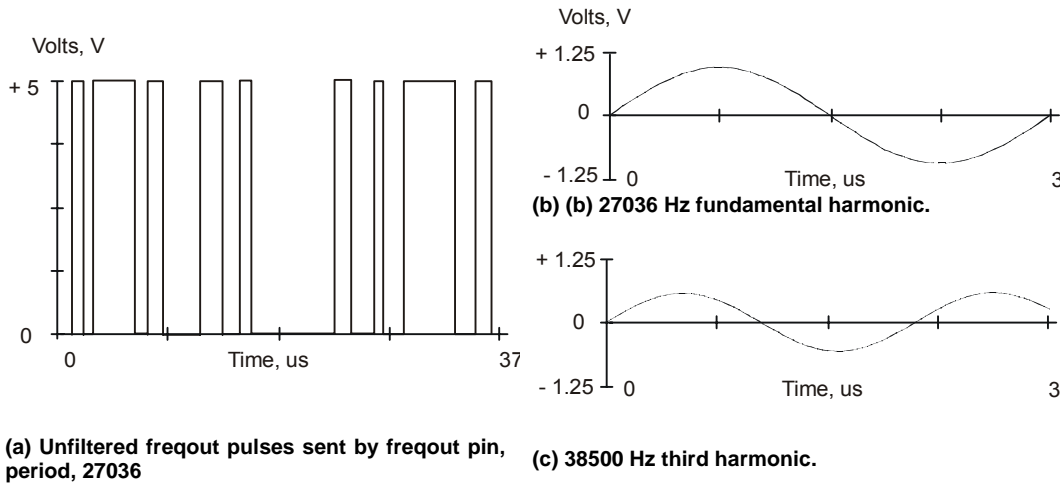 Volts, V
+ 5
0
0
Time, us
37
(a) Unfiltered freqout pulses sent by freqout pin,
period, 27036
Volts, V
+ 1.25
0
- 1.25
0
Time, us
3
(b) (b) 27036 Hz fundamental harmonic.
+ 1.25
0
- 1.25
0
Time, us
3
(c) 38500 Hz third harmonic.